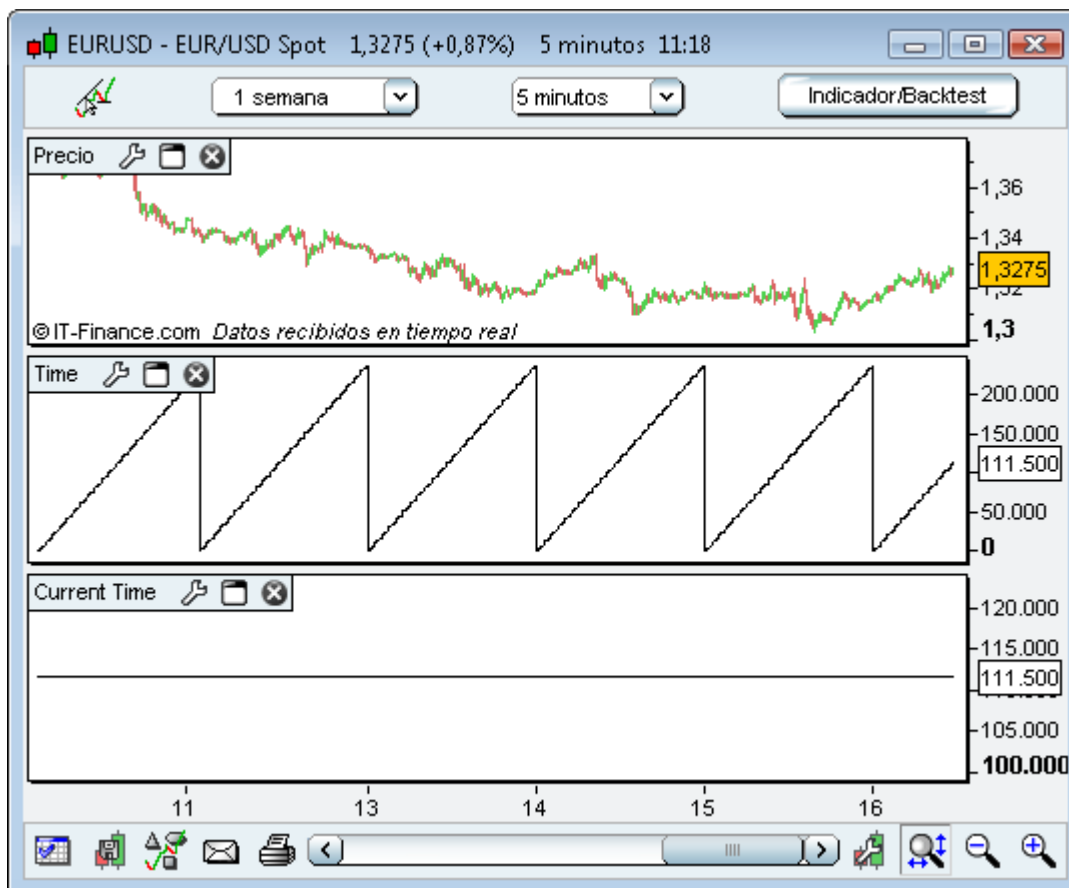 EURUSD - EUR/USD Spot 1,3275 (+0,87%) 5 minutos 11:18
1 semana 5 minutos Indicador/Backtest
Precio
1,36
1,34
1,3275
1,32
1,3
© IT-Finance.com Datos recibidos en tiempo real
Time
200.000
150.000
111.500
50.000
0
Current Time
120.000
115.000
111.500
105.000
100.000
11 13 14 15 16